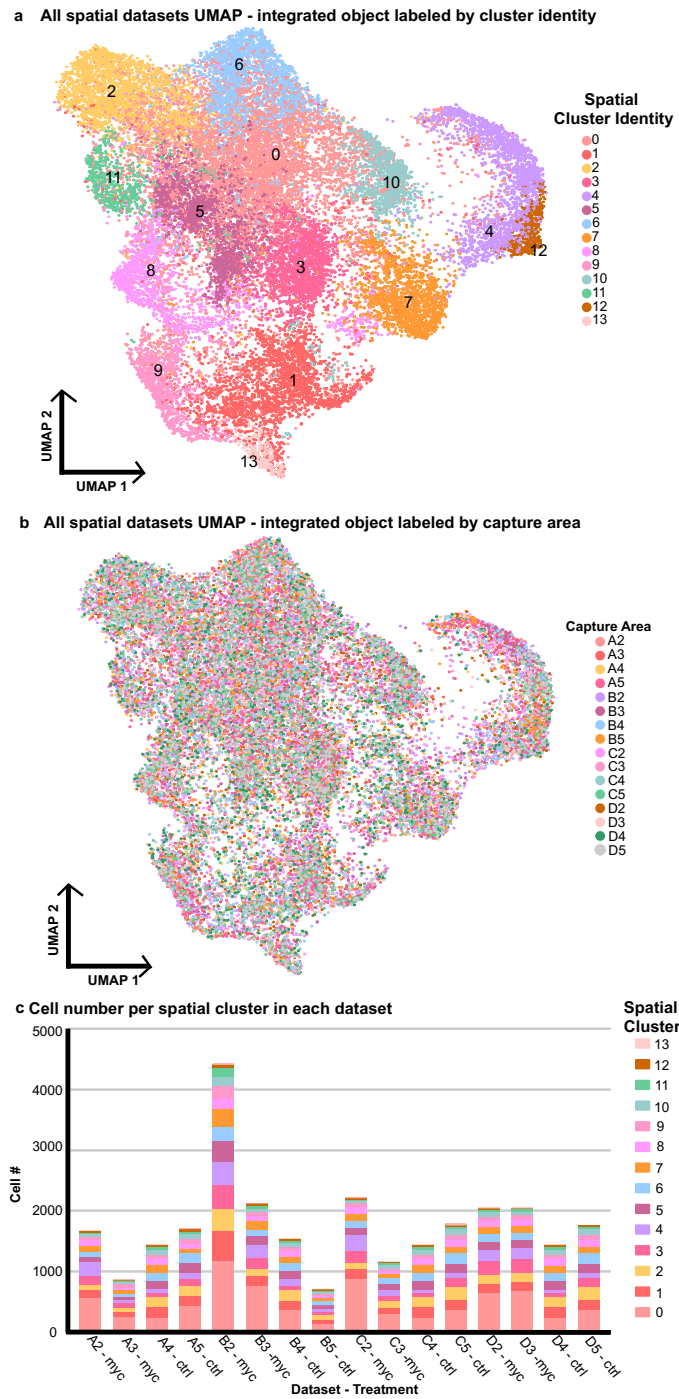 a All spatial datasets UMAP - integrated object labeled by cluster identity
6
2
0
11
10
5
4
12
8
3
7
9
1
13
UMAP 2
UMAP 1
Spatial
Cluster Identity
0
1
2
3
4
5
6
7
8
9
10
11
12
13
b All spatial datasets UMAP - integrated object labeled by capture area
UMAP 2
UMAP 1
Capture Area
A2
A3
A4
A5
B2
B3
B4
B5
C2
C3
C4
C5
D2
D3
D4
D5
c Cell number per spatial cluster in each dataset
Cell #
5000
4000
3000
2000
1000
0
A2 - myc
A3 - myc
A4 - ctrl
A5 - ctrl
B2 - myc
B3 -myc
B4 - ctrl
B5 - ctrl
C2 - myc
C3 -myc
C4 - ctrl
C5 - ctrl
D2 - myc
D3 -myc
D4 - ctrl
D5 - ctrl
Dataset - Treatment
Spatial
Cluster
13
12
11
10
9
8
7
6
5
4
3
2
1
0